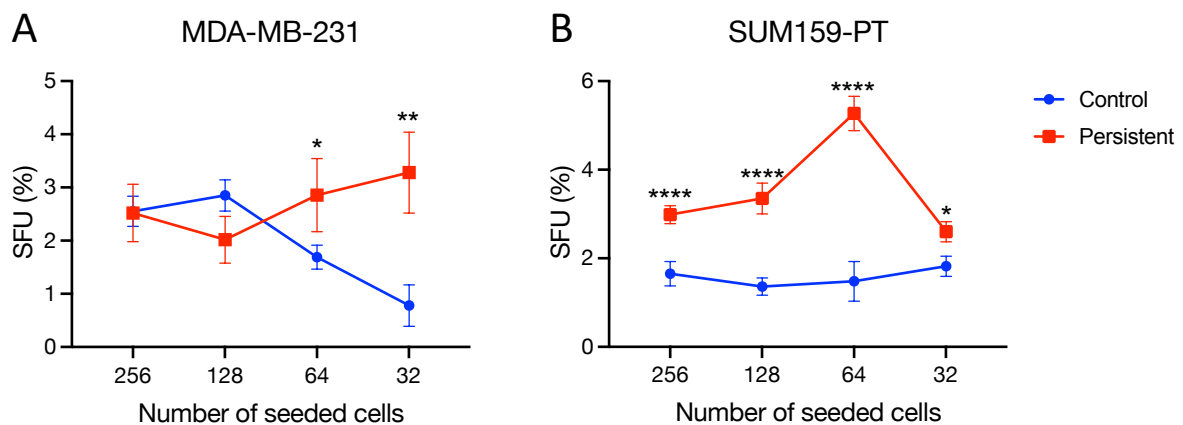 A
MDA-MB-231
5
4
3
2
1
0
SFU (%)
*
**
256 128 64 32
Number of seeded cells
B
SUM159-PT
6
4
2
0
SFU (%)
****
****
****
*
256 128 64 32
Number of seeded cells
Control
Persistent